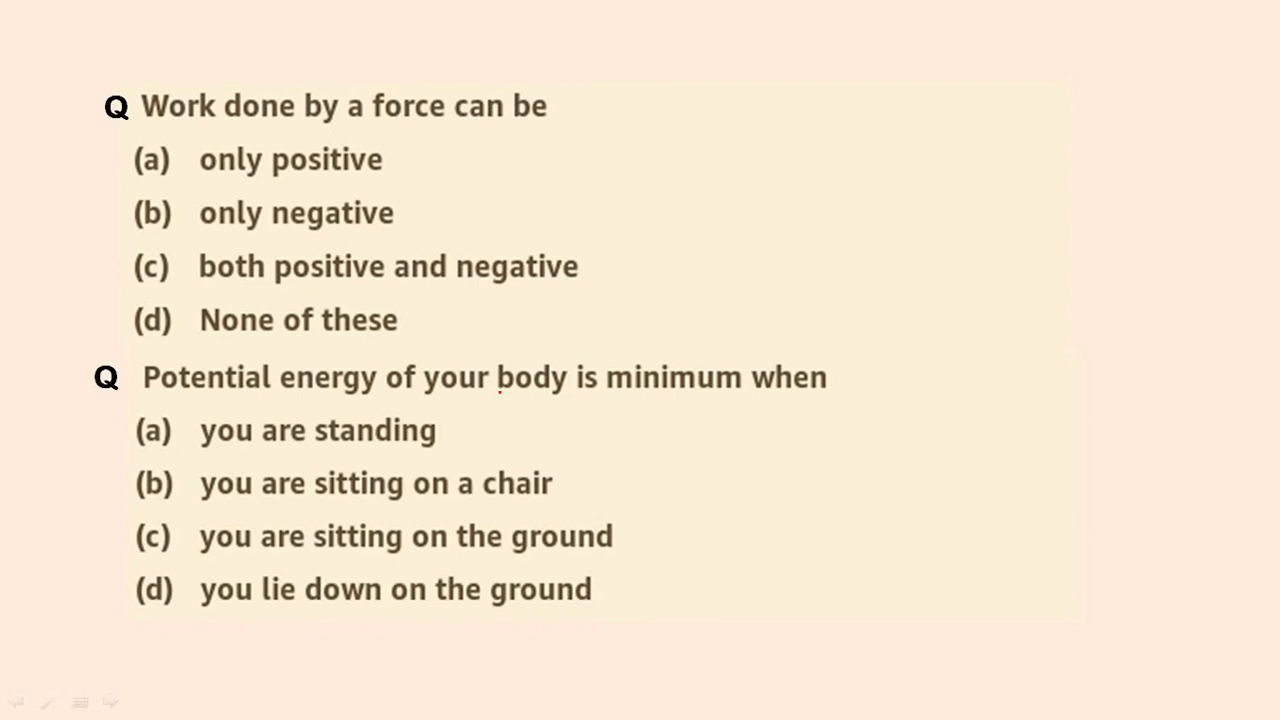 Q Work done by a force can be
(a) only positive
(b) only negative
(c) both positive and negative
(d) None of these
Q Potential energy of your body is minimum when
(a) you are standing
(b) you are sitting on a chair
(c) you are sitting on the ground
(d) you lie down on the ground